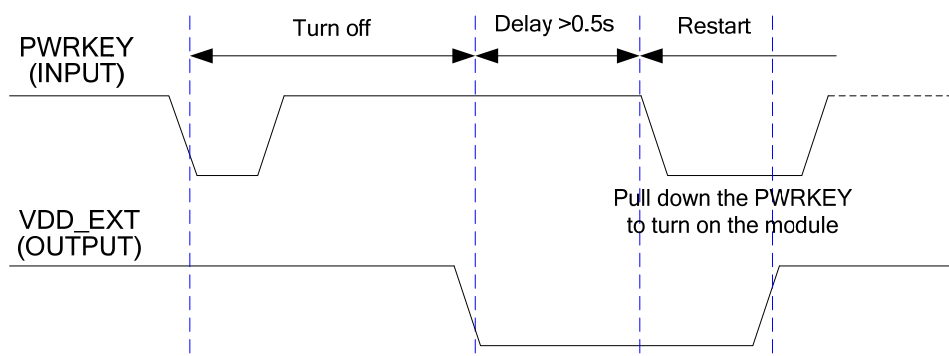 Turn off
Delay >0.5s
Restart
PWRKEY
(INPUT)
Pull down the PWRKEY
to turn on the module
VDD_EXT
(OUTPUT)